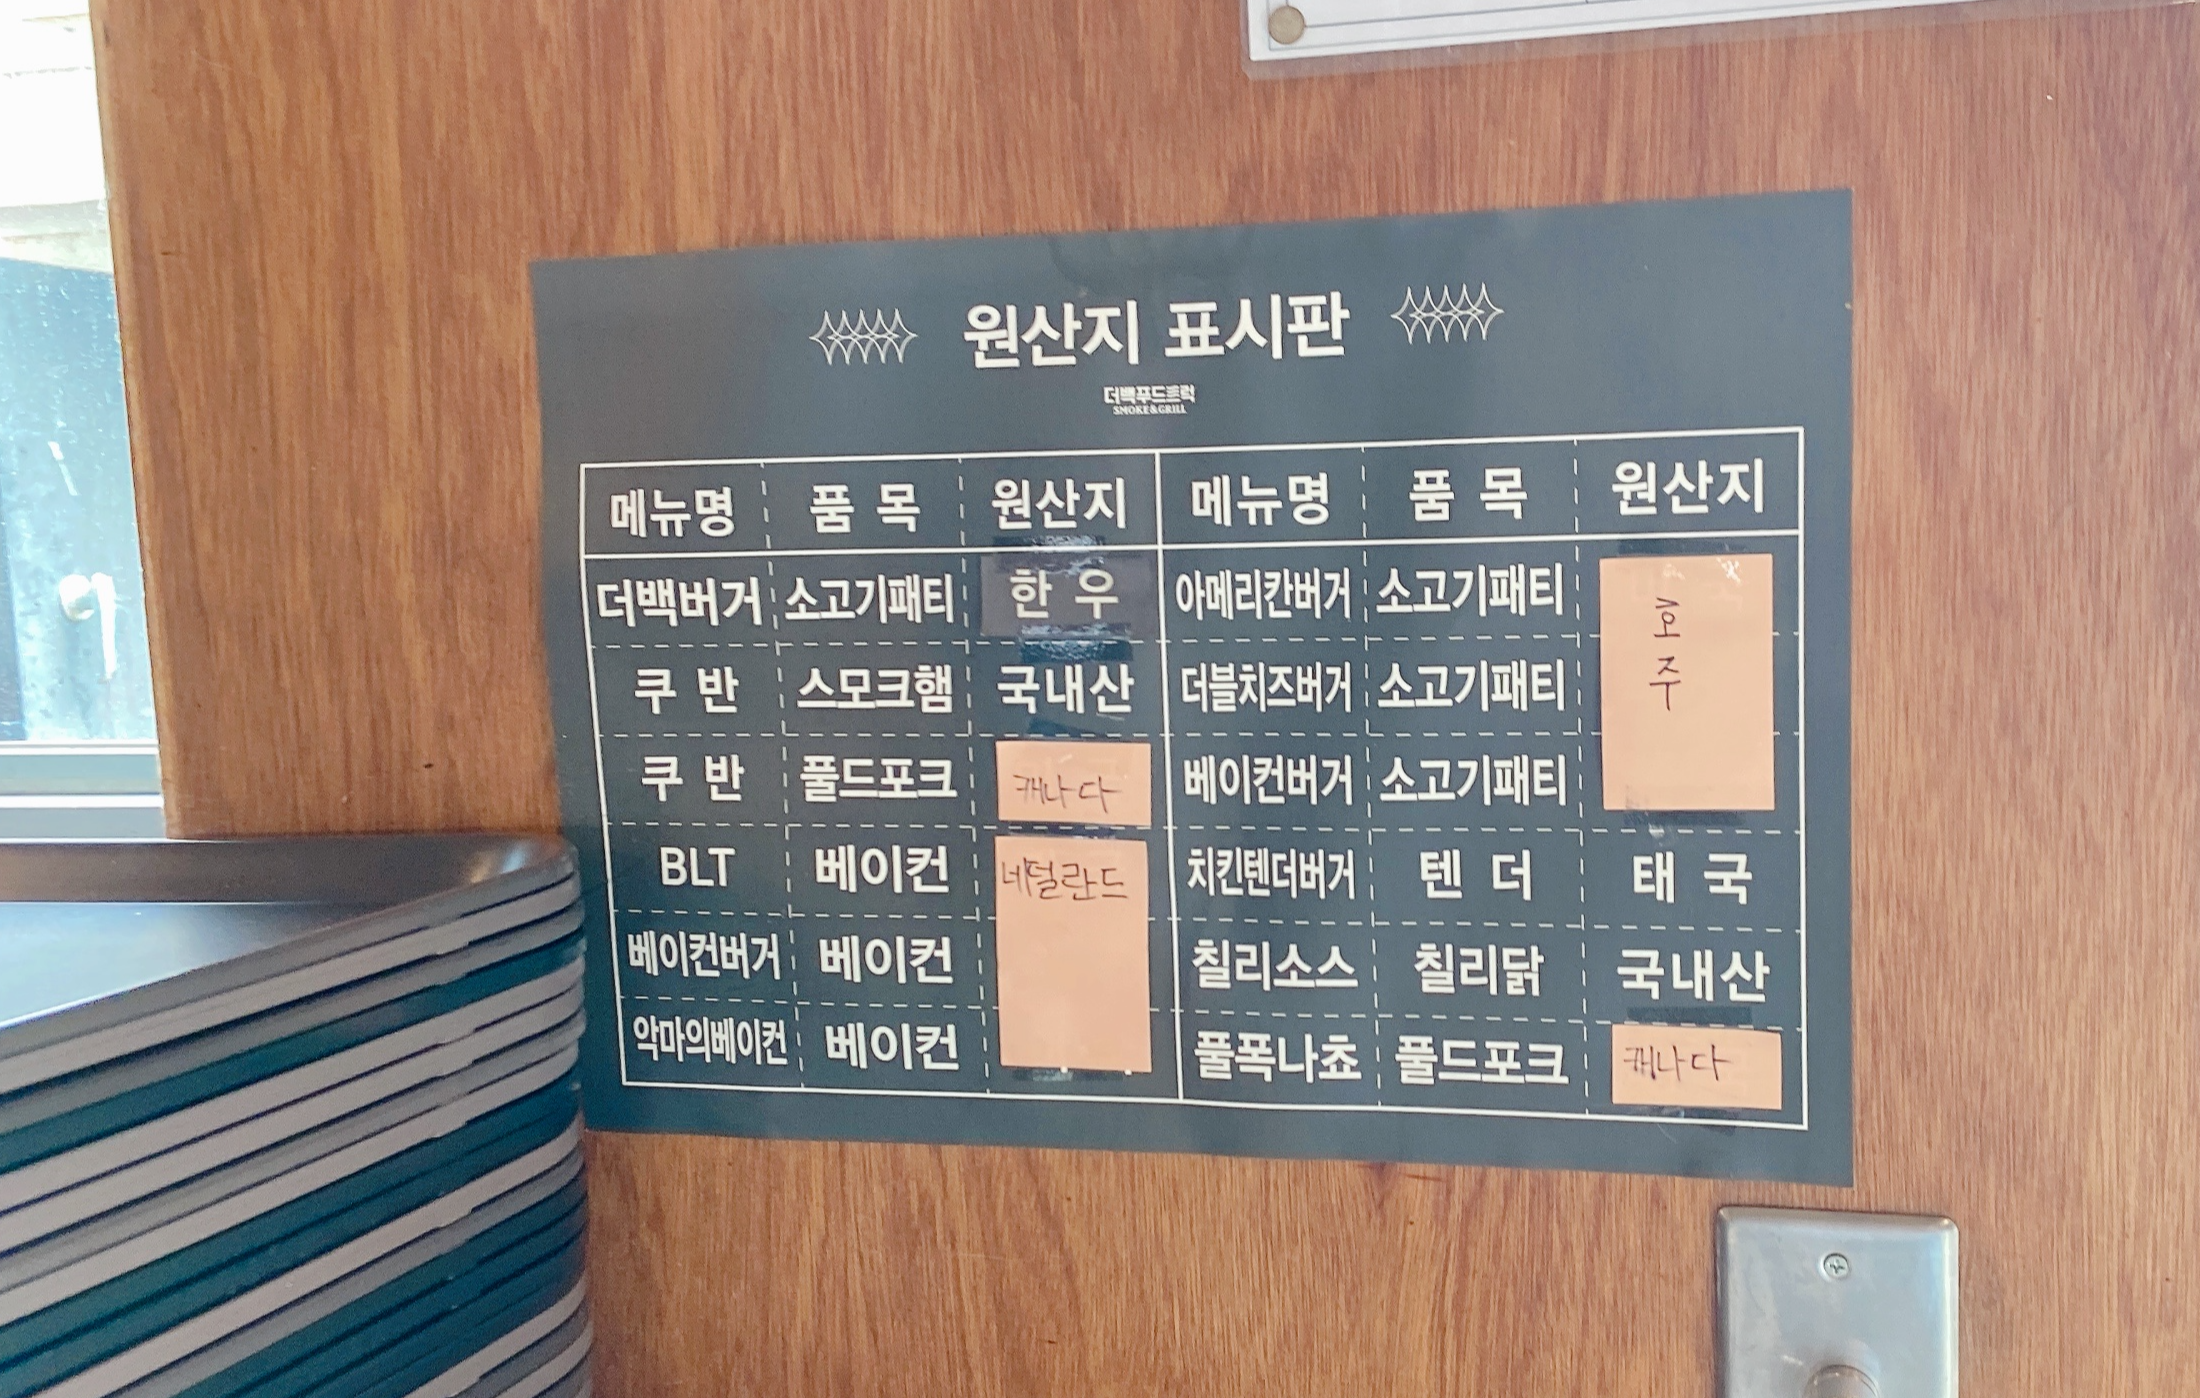 원산지 표시판
더백푸드트럭
SMOKE&GRILL
메뉴명 품 목 원산지 메뉴명 품 목 원산지
더백버거 소고기패티 한 우 아메리칸버거 소고기패티 호
쿠 반 스모크햄 국내산 더블치즈버거 소고기패티 주
쿠 반 풀드포크 캐나다 베이컨버거 소고기패티
BLT 베이컨 네덜란드 치킨텐더버거 텐 더 태 국
베이컨버거 베이컨 칠리소스 칠리닭 국내산
악마의베이컨 베이컨 풀폭나쵸 풀드포크 캐나다